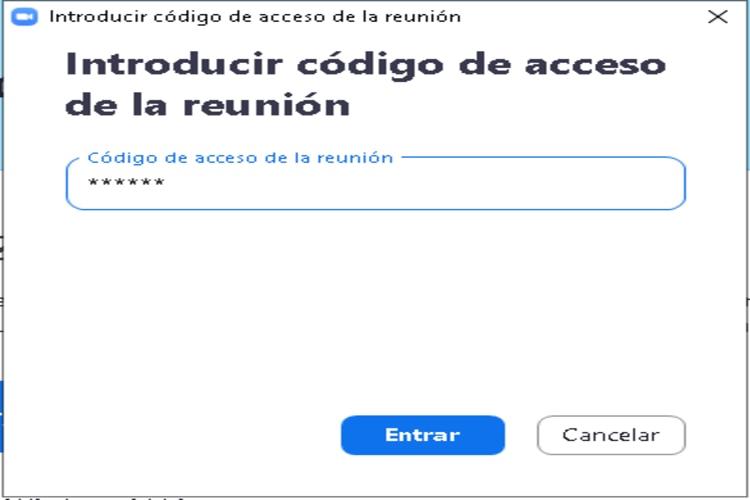 Introducir código de acceso de la reunión
Introducir código de acceso
de la reunión
Código de acceso de la reunión
******
Entrar
Cancelar